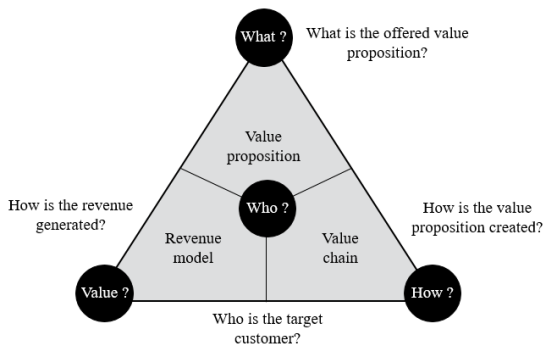 What ?
What is the offered value
proposition?
Value
proposition
Who ?
How is the revenue
generated?
How is the value
proposition created?
Revenue
model
Value
chain
Value ?
How ?
Who is the target
customer?